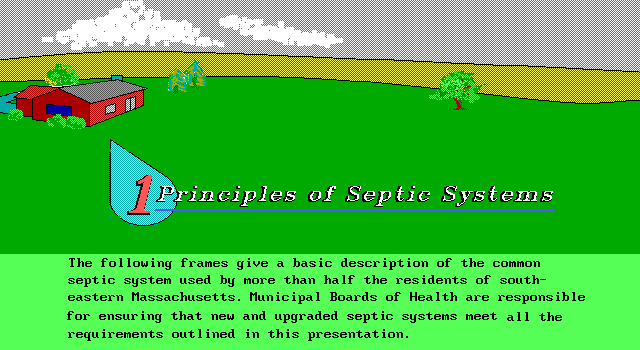 1 Principles of Septic Systems
The following frames give a basic description of the common
septic system used by more than half the residents of south-
eastern Massachusetts. Municipal Boards of Health are responsible
for ensuring that new and upgraded septic systems meet all the
requirements outlined in this presentation.